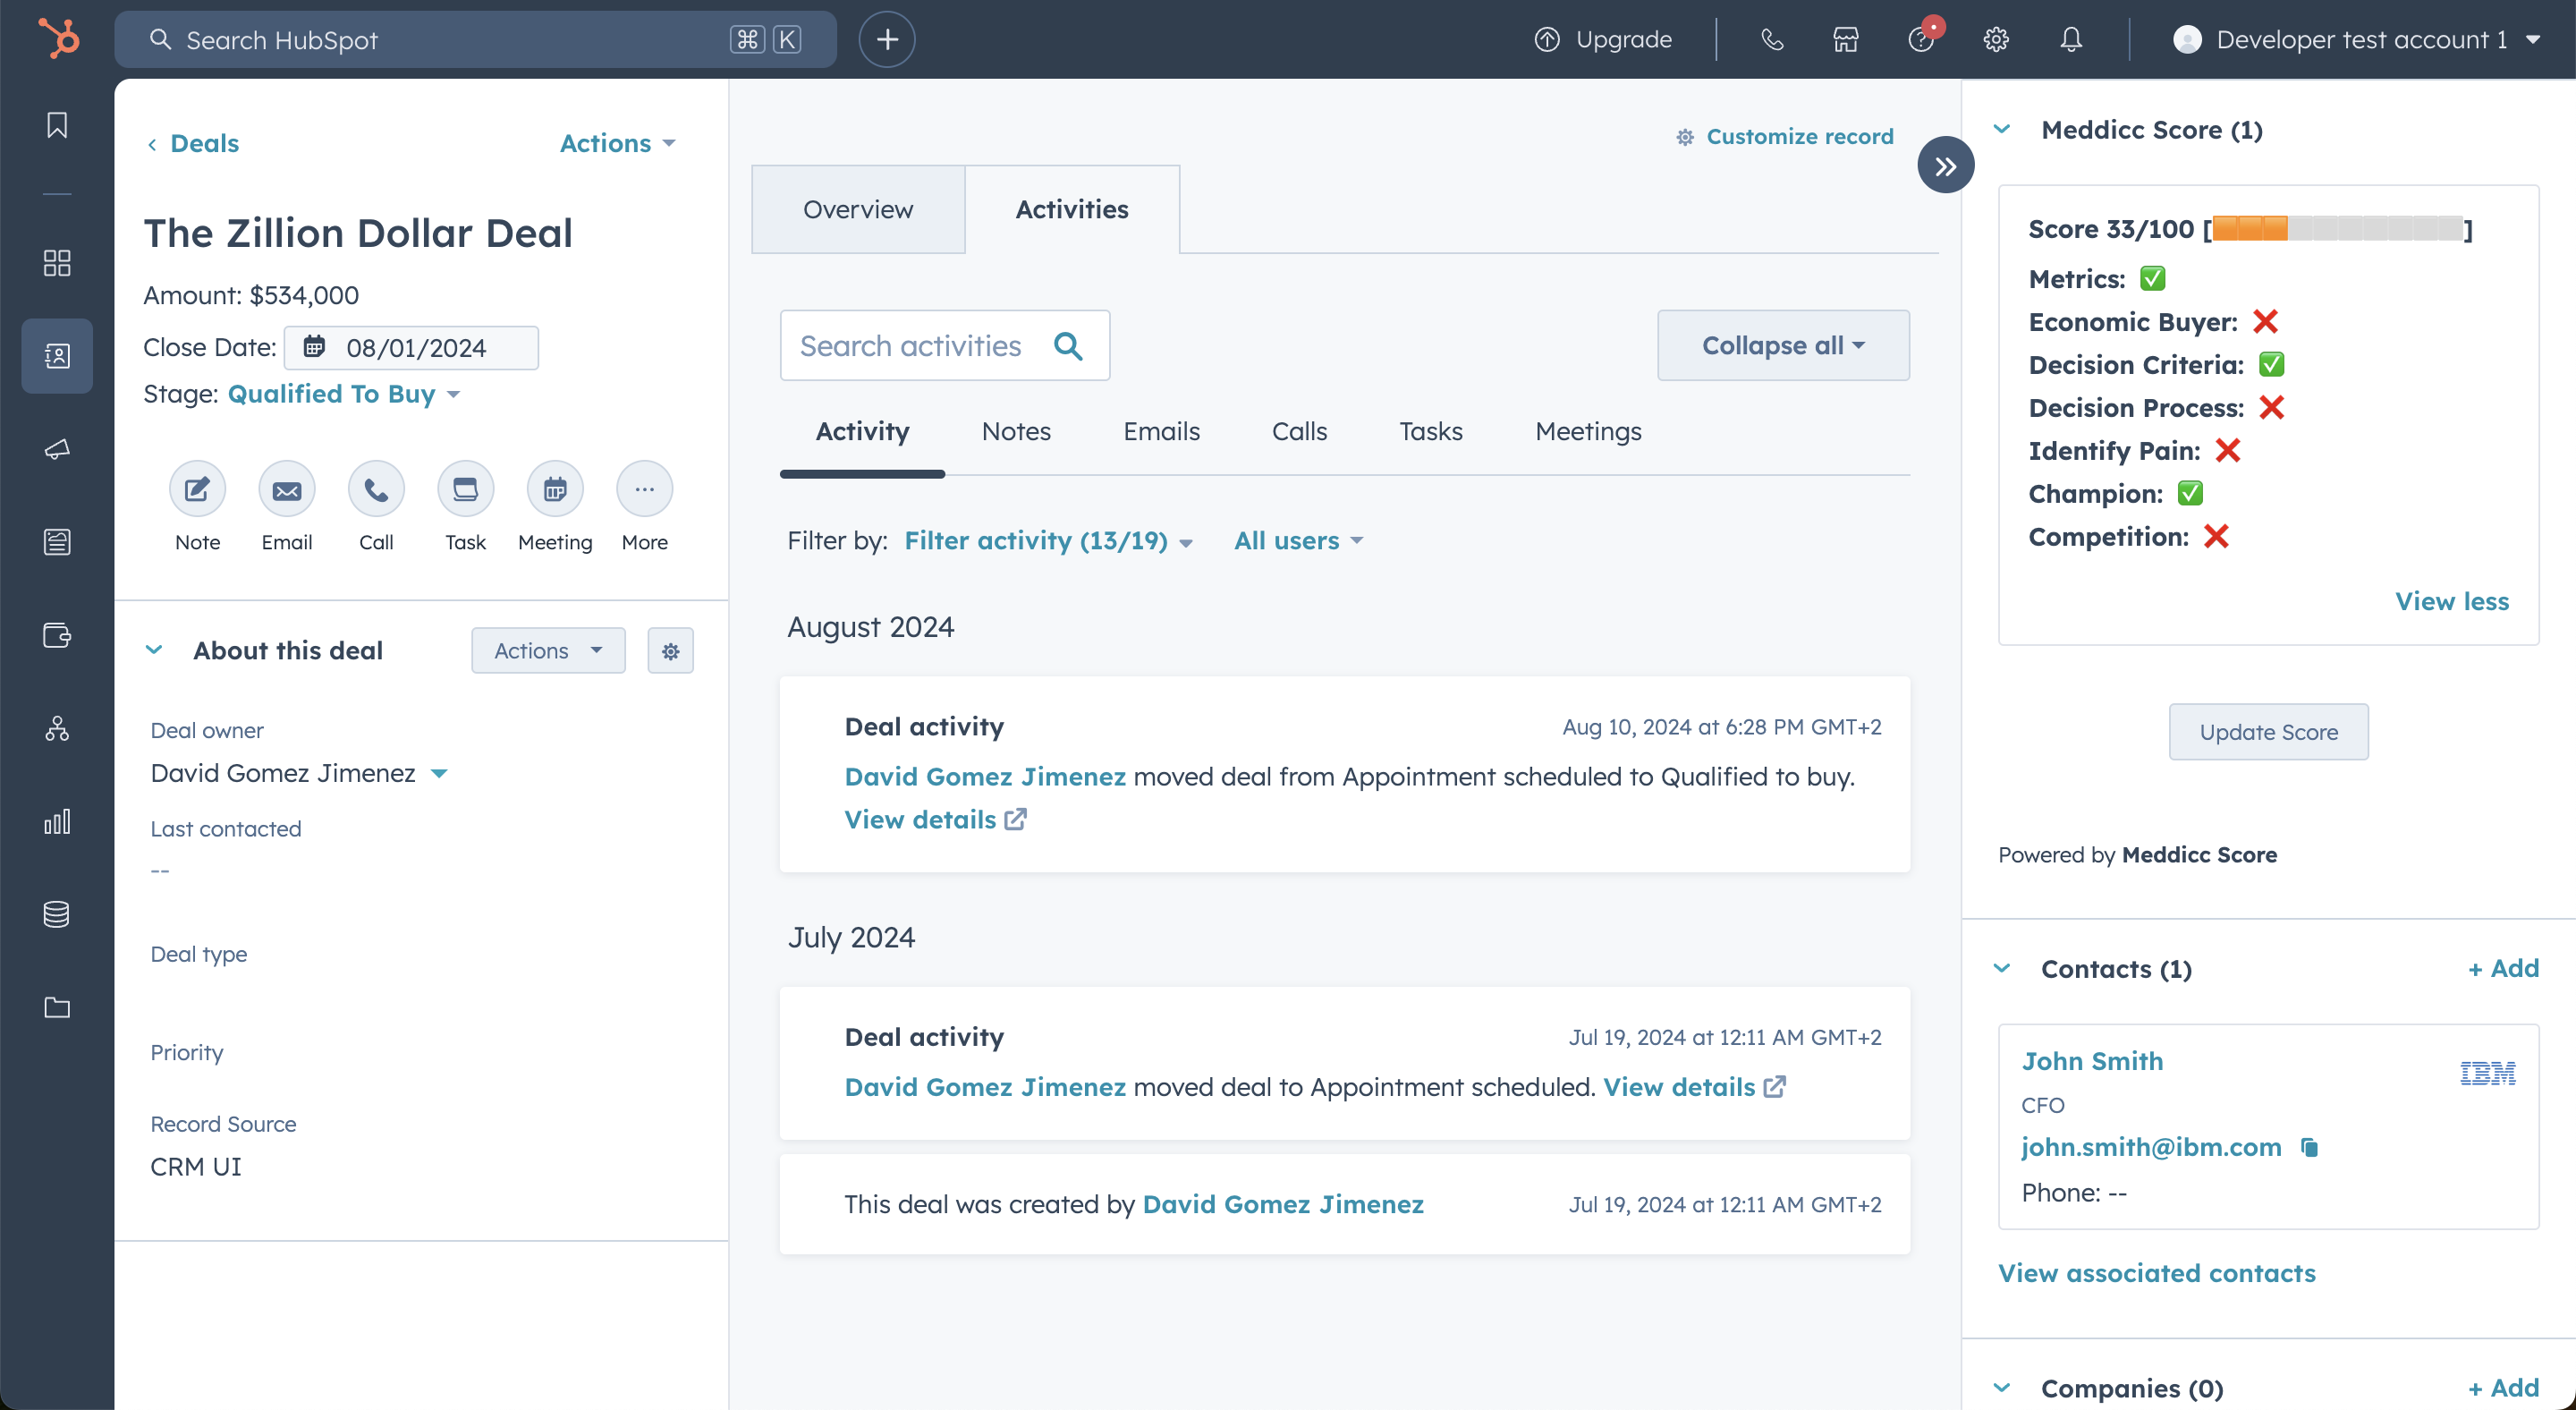 Search HubSpot
⌘ K
Upgrade
Developer test account 1
Deals
Actions
The Zillion Dollar Deal
Amount: $534,000
Close Date: 08/01/2024
Stage: Qualified To Buy
Note Email Call Task Meeting More
About this deal
Actions
Deal owner
David Gomez Jimenez
Last contacted
--
Deal type
Priority
Record Source
CRM UI
Customize record
Overview
Activities
Search activities
Collapse all
Activity Notes Emails Calls Tasks Meetings
Filter by: Filter activity (13/19) All users
August 2024
Deal activity
Aug 10, 2024 at 6:28 PM GMT+2
David Gomez Jimenez moved deal from Appointment scheduled to Qualified to buy.
View details
July 2024
Deal activity
Jul 19, 2024 at 12:11 AM GMT+2
David Gomez Jimenez moved deal to Appointment scheduled. View details
This deal was created by David Gomez Jimenez
Jul 19, 2024 at 12:11 AM GMT+2
Meddicc Score (1)
Score 33/100 [🟧🟧🟧⬜⬜⬜⬜⬜⬜⬜]
Metrics: ✅
Economic Buyer: ❌
Decision Criteria: ✅
Decision Process: ❌
Identify Pain: ❌
Champion: ✅
Competition: ❌
View less
Update Score
Powered by Meddicc Score
Contacts (1)
+ Add
John Smith
IBM
CFO
john.smith@ibm.com
Phone: --
View associated contacts
Companies (0)
+ Add